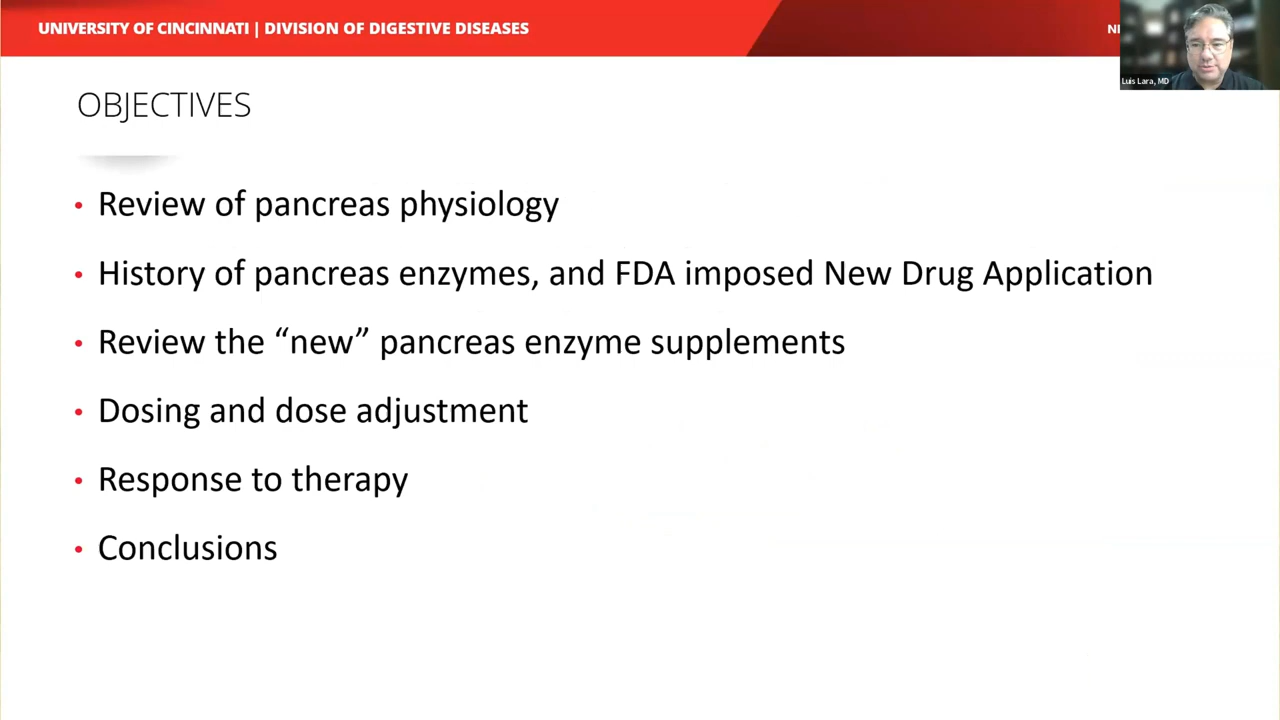 UNIVERSITY OF CINCINNATI | DIVISION OF DIGESTIVE DISEASES
Luis Lara, MD
OBJECTIVES
• Review of pancreas physiology
• History of pancreas enzymes, and FDA imposed New Drug Application
• Review the “new” pancreas enzyme supplements
• Dosing and dose adjustment
• Response to therapy
• Conclusions